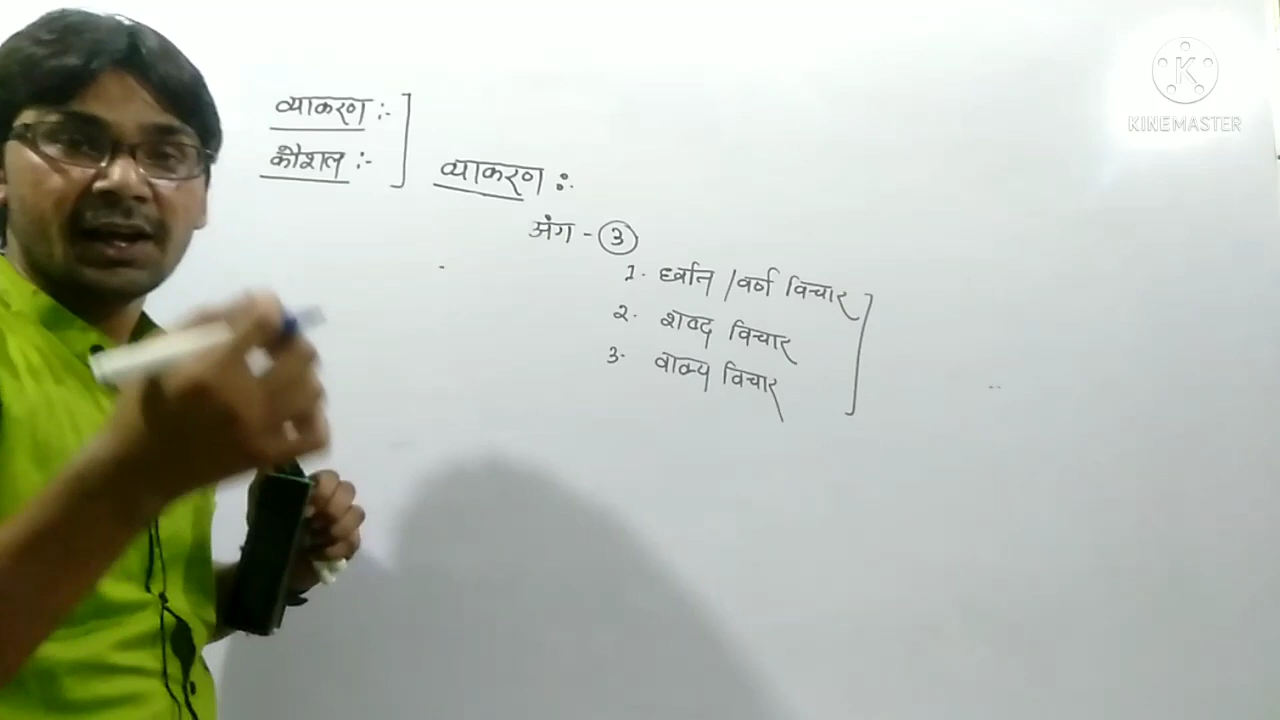 व्याकरण :-
कौशल :-
व्याकरण :-
अंग - 3
1. ध्वनि / वर्ण विचार
2. शब्द विचार
3. वाक्य विचार
KINEMASTER